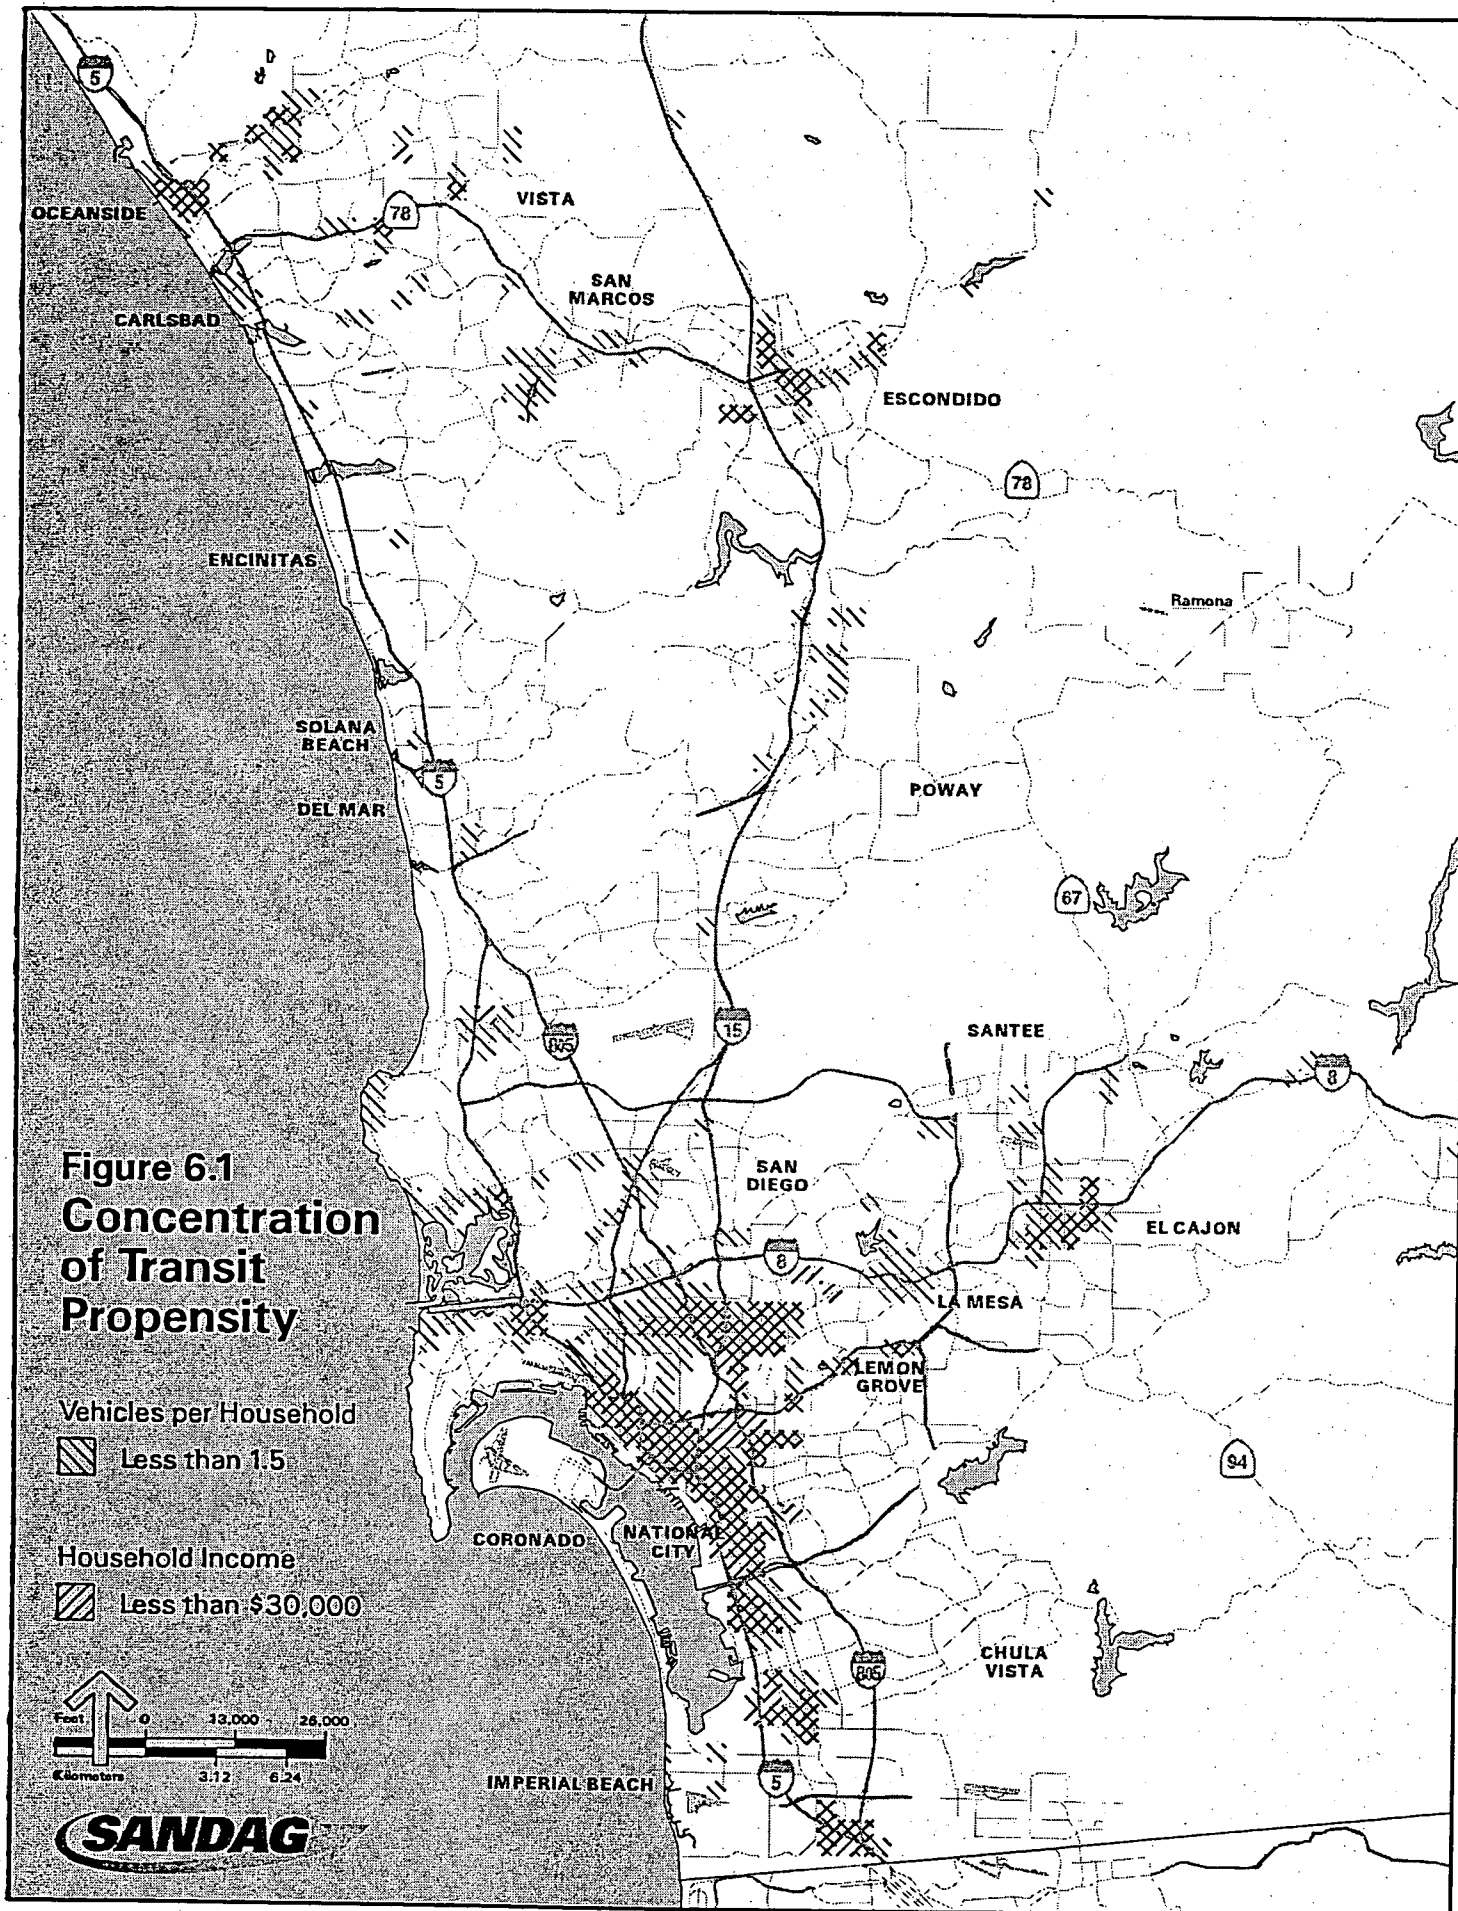 5
OCEANSIDE
78
VISTA
SAN
MARCOS
CARLSBAD
ESCONDIDO
78
ENCINITAS
Ramona
SOLANA
BEACH
5
DEL MAR
POWAY
67
805
15
SANTEE
8
Figure 6.1
Concentration
of Transit
Propensity
SAN
DIEGO
EL CAJON
8
LA MESA
LEMON
GROVE
Vehicles per Household
Less than 1.5
94
CORONADO
NATIONAL
CITY
Household Income
Less than $30,000
CHULA
VISTA
805
Feet 0 13,000 26,000
Kilometers 3.12 6.24
5
IMPERIAL BEACH
SANDAG